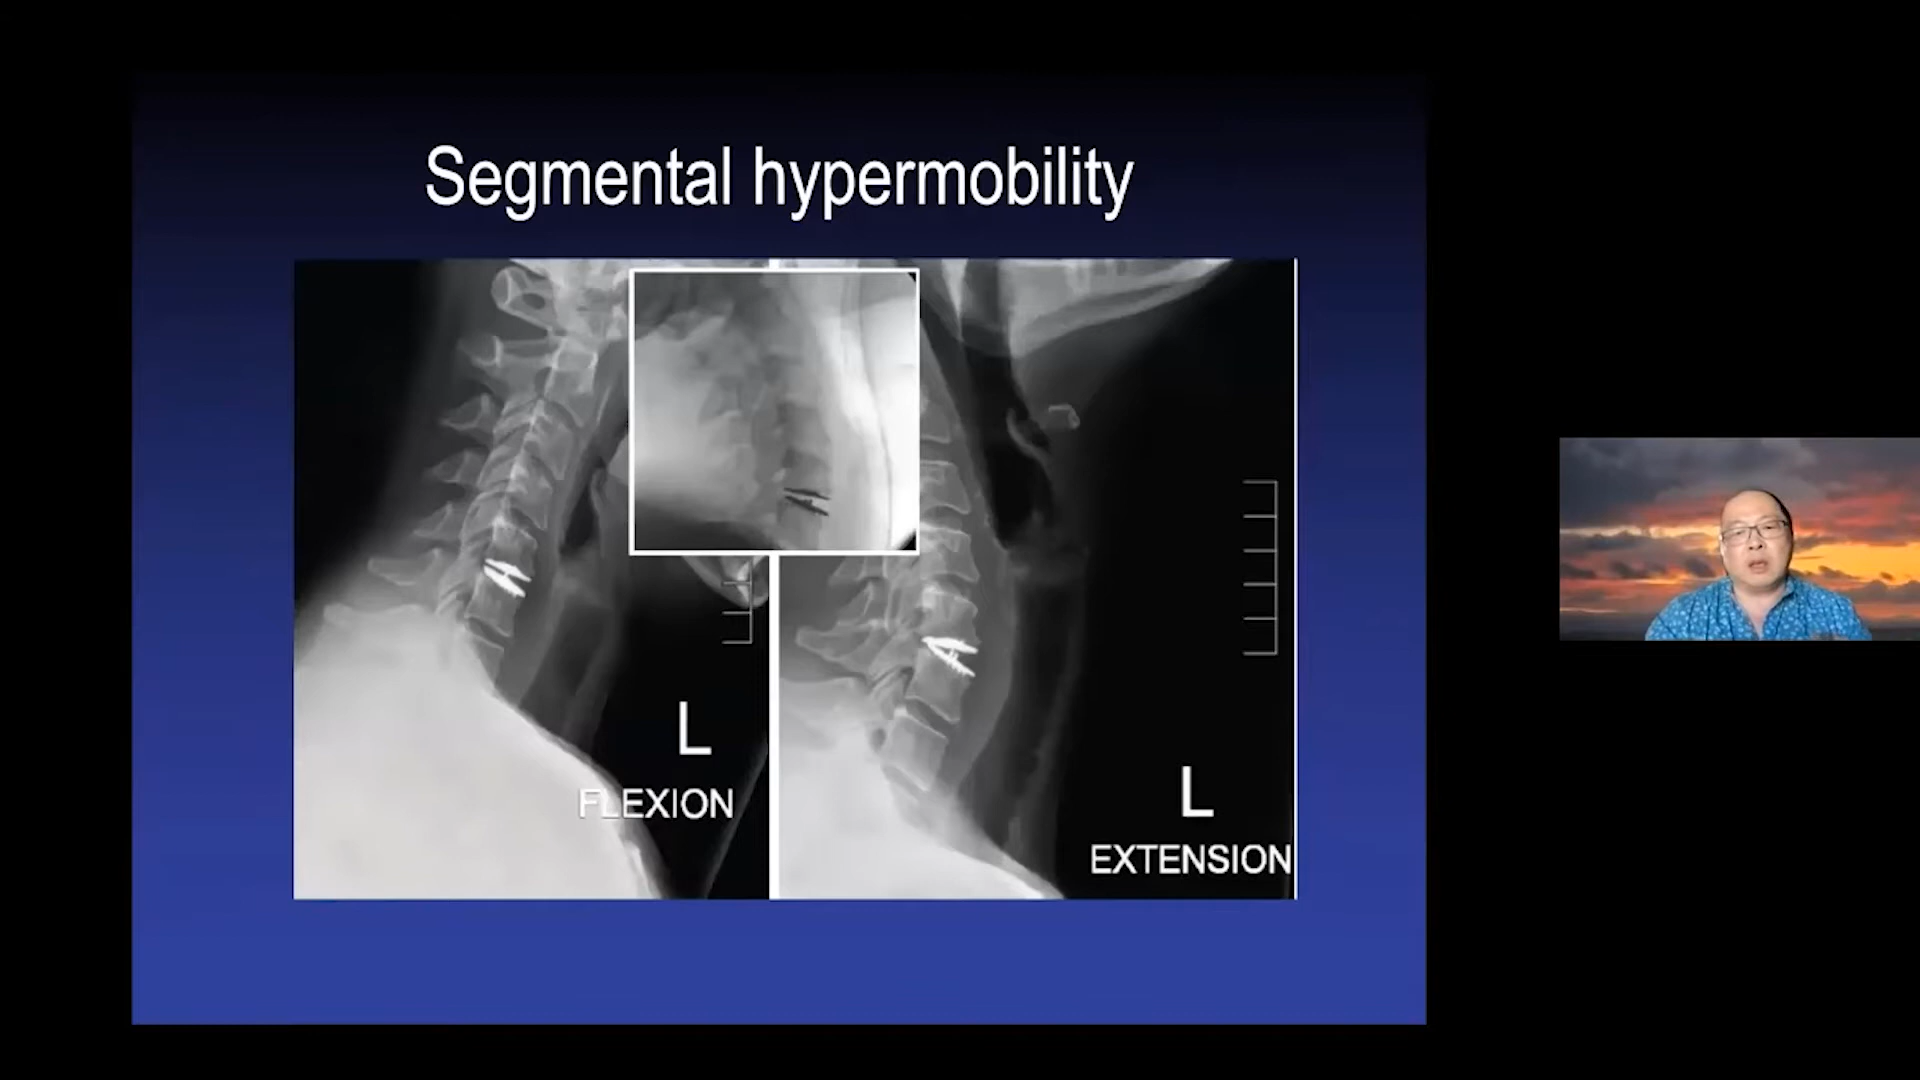 Segmental hypermobility
L
FLEXION
L
EXTENSION